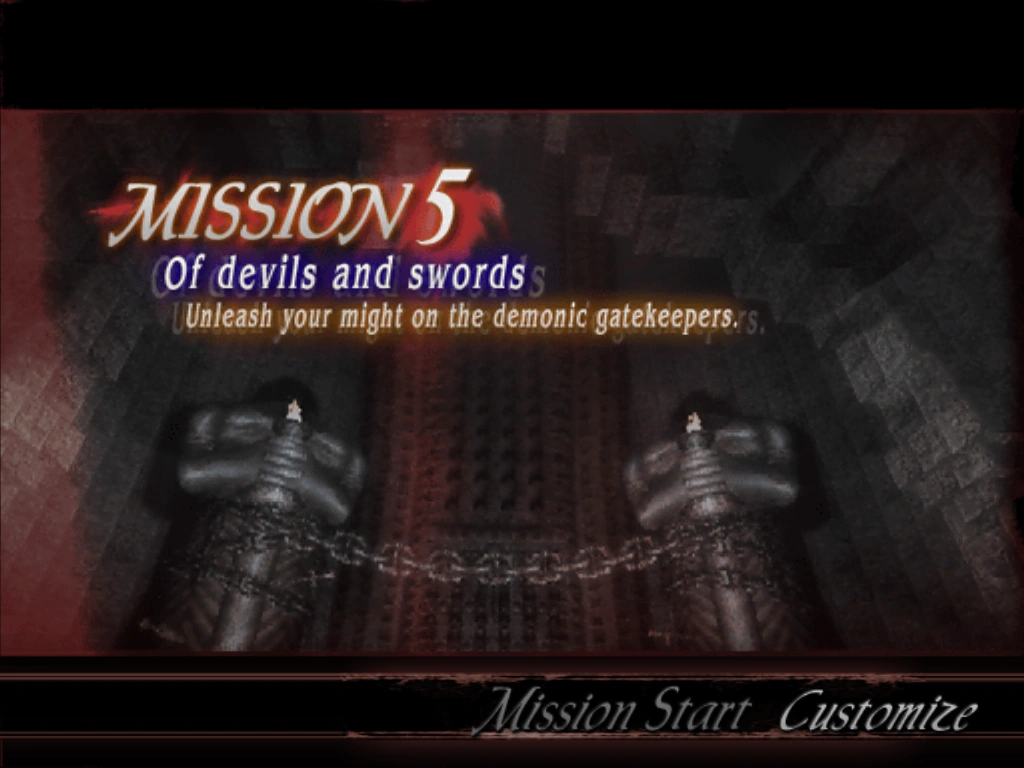 MISSION 5
Of devils and swords
Unleash your might on the demonic gatekeepers.
Mission Start Customize